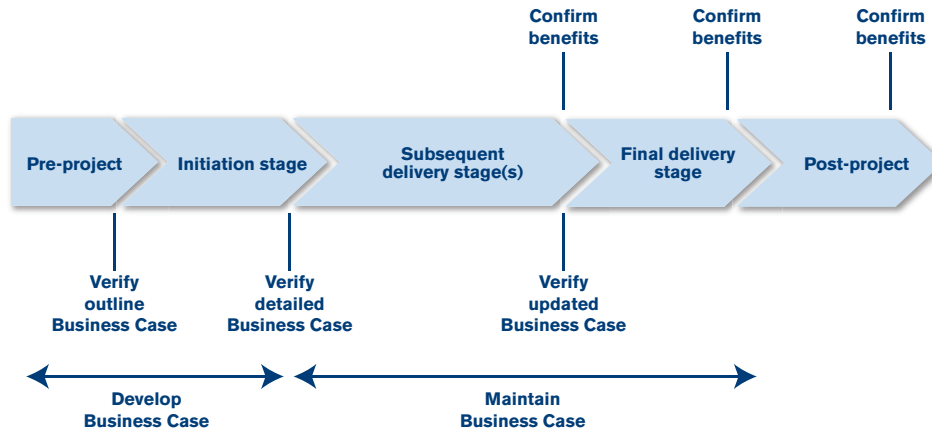 Confirm
benefits
Confirm
benefits
Confirm
benefits
Pre-project
Initiation stage
Subsequent
delivery stage(s)
Final delivery
stage
Post-project
Verify
outline
Business Case
Verify
detailed
Business Case
Verify
updated
Business Case
Develop
Business Case
Maintain
Business Case